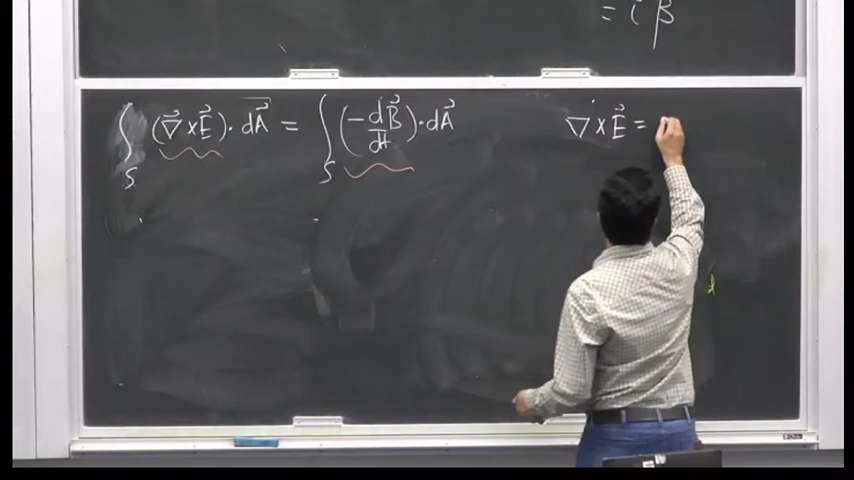 = i β
∫_S (∇⃗ × E⃗) · dA⃗ = ∫_S (−dB⃗/dt) · dA⃗
∇ × E⃗ =